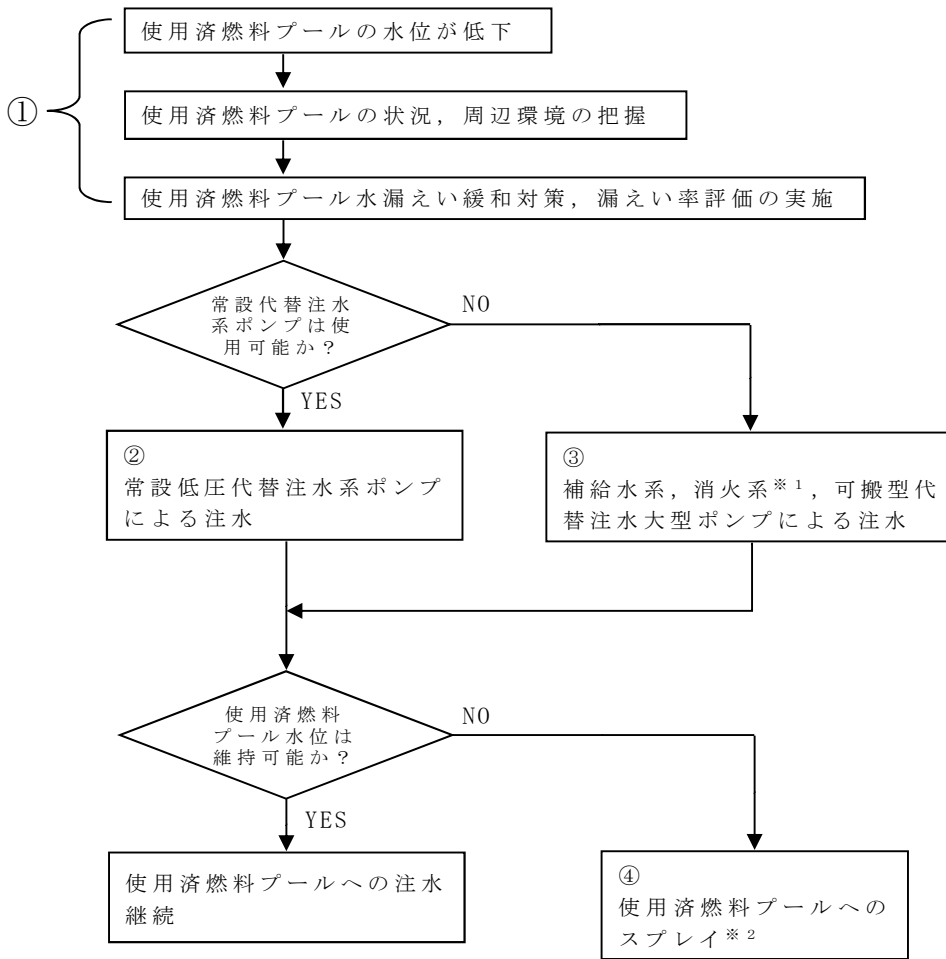 使用済燃料プールの水位が低下
①
使用済燃料プールの状況，周辺環境の把握
使用済燃料プール水漏えい緩和対策，漏えい率評価の実施
常設代替注水
系ポンプは使
用可能か？
NO
YES
②
常設低圧代替注水系ポンプ
による注水
③
補給水系，消火系※１，可搬型代
替注水大型ポンプによる注水
使用済燃料
プール水位は
維持可能か？
NO
YES
使用済燃料プールへの注水
継続
④
使用済燃料プールへの
スプレイ※２